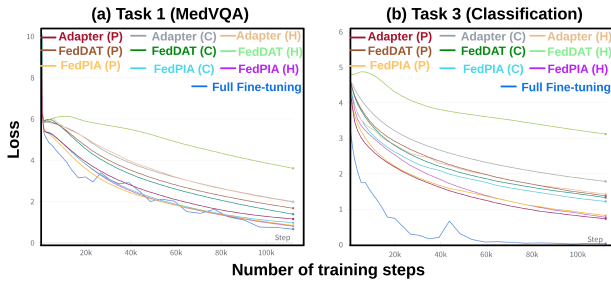 (a) Task 1 (MedVQA)
10
8
6
4
2
0
Adapter (P) Adapter (C) Adapter (H)
FedDAT (P) FedDAT (C) FedDAT (H)
FedPIA (P) FedPIA (C) FedPIA (H)
Full Fine-tuning
Loss
Step
20k 40k 60k 80k 100k
(b) Task 3 (Classification)
6
5
4
3
2
1
0
Adapter (P) Adapter (C) Adapter (H)
FedDAT (P) FedDAT (C) FedDAT (H)
FedPIA (P) FedPIA (C) FedPIA (H)
Full Fine-tuning
Step
20k 40k 60k 80k 100k
Number of training steps